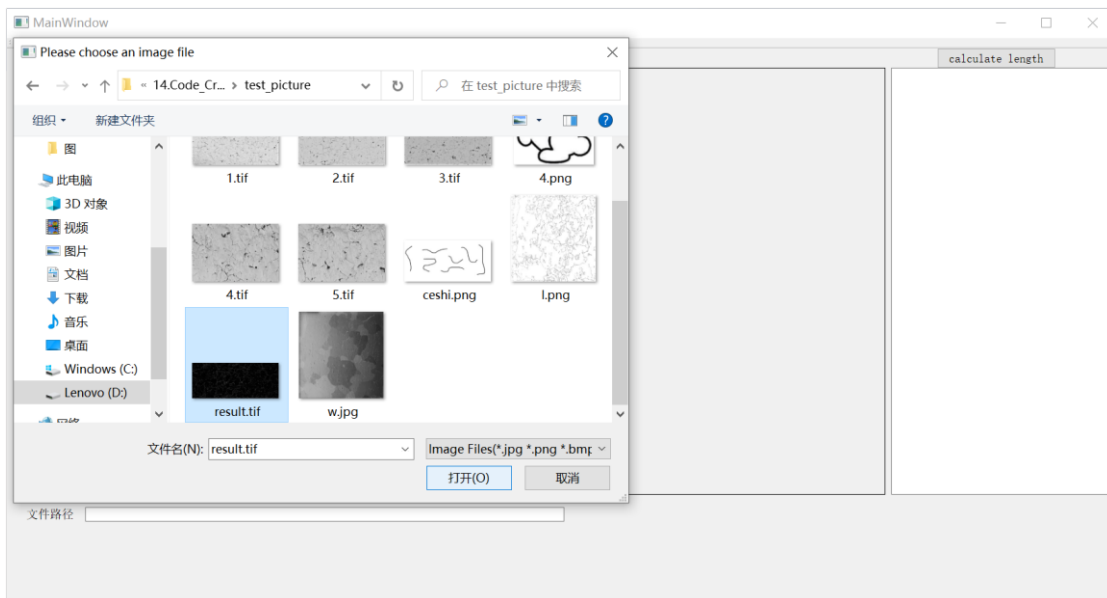 MainWindow
Please choose an image file
calculate length
« 14.Code_Cr... › test_picture
在 test_picture 中搜索
组织
新建文件夹
图
此电脑
3D 对象
视频
图片
文档
下载
音乐
桌面
Windows (C:)
Lenovo (D:)
1.tif
2.tif
3.tif
4.png
4.tif
5.tif
ceshi.png
result.tif
w.jpg
文件名(N): result.tif
Image Files(*.jpg *.png *.bmp
打开(O)
取消
文件路径